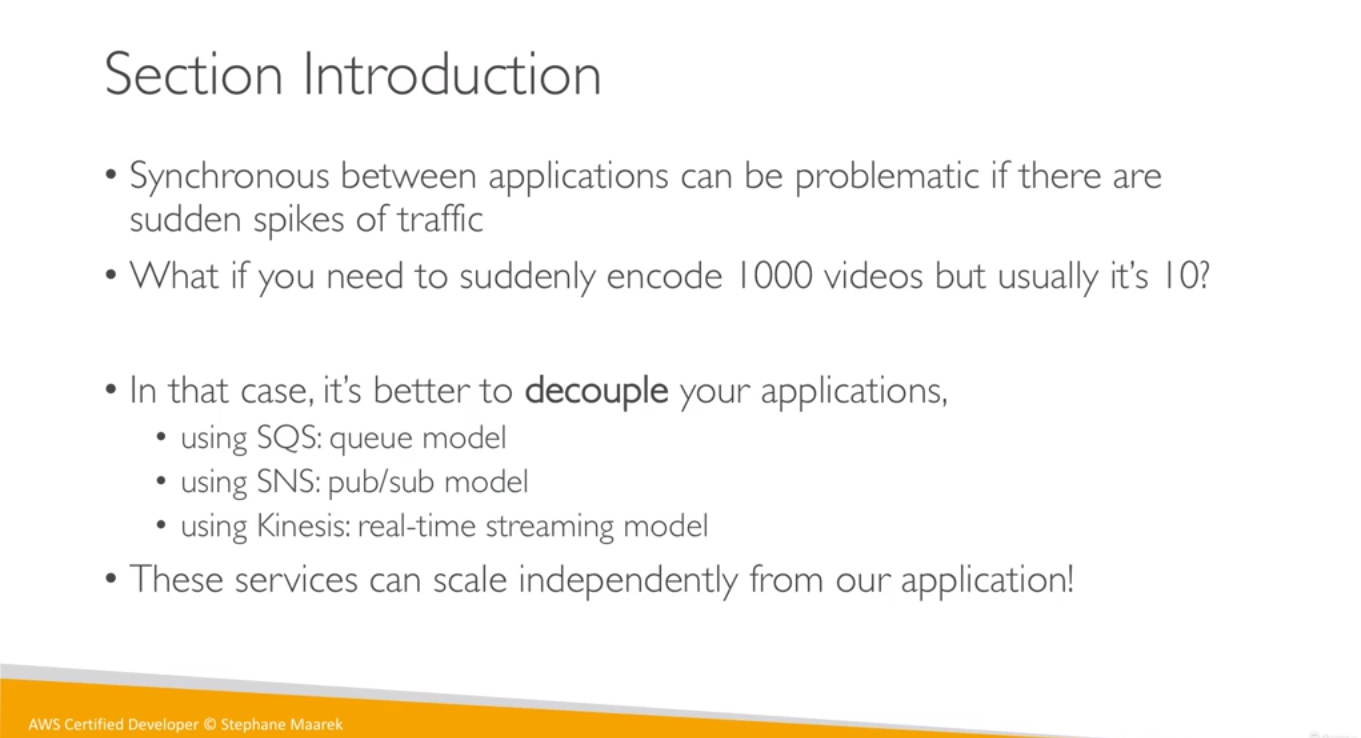 Section Introduction
• Synchronous between applications can be problematic if there are
sudden spikes of traffic
• What if you need to suddenly encode 1000 videos but usually it's 10?
• In that case, it's better to decouple your applications,
• using SQS: queue model
• using SNS: pub/sub model
• using Kinesis: real-time streaming model
• These services can scale independently from our application!
AWS Certified Developer © Stephane Maarek